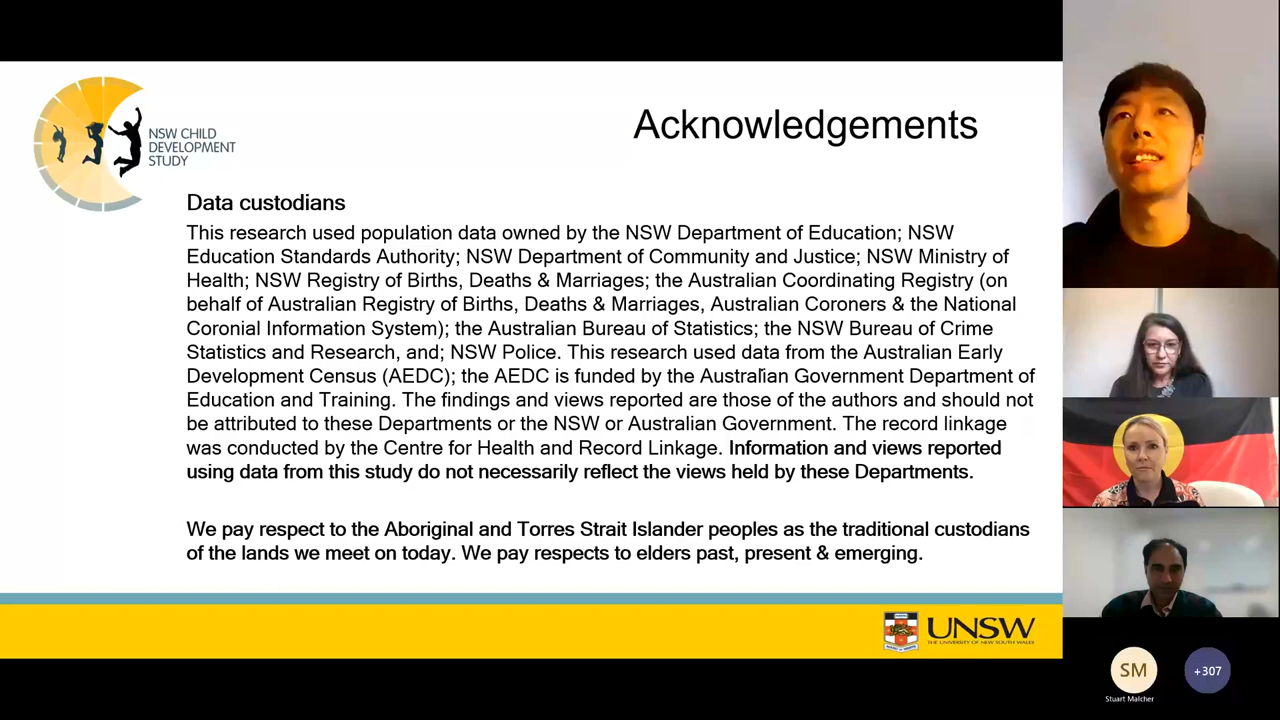 NSW CHILD
DEVELOPMENT
STUDY
Acknowledgements
Data custodians
This research used population data owned by the NSW Department of Education; NSW
Education Standards Authority; NSW Department of Community and Justice; NSW Ministry of
Health; NSW Registry of Births, Deaths & Marriages; the Australian Coordinating Registry (on
behalf of Australian Registry of Births, Deaths & Marriages, Australian Coroners & the National
Coronial Information System); the Australian Bureau of Statistics; the NSW Bureau of Crime
Statistics and Research, and; NSW Police. This research used data from the Australian Early
Development Census (AEDC); the AEDC is funded by the Australian Government Department of
Education and Training. The findings and views reported are those of the authors and should not
be attributed to these Departments or the NSW or Australian Government. The record linkage
was conducted by the Centre for Health and Record Linkage. Information and views reported
using data from this study do not necessarily reflect the views held by these Departments.
We pay respect to the Aboriginal and Torres Strait Islander peoples as the traditional custodians
of the lands we meet on today. We pay respects to elders past, present & emerging.
UNSW
THE UNIVERSITY OF NEW SOUTH WALES
SM
+307
Stuart Malcher